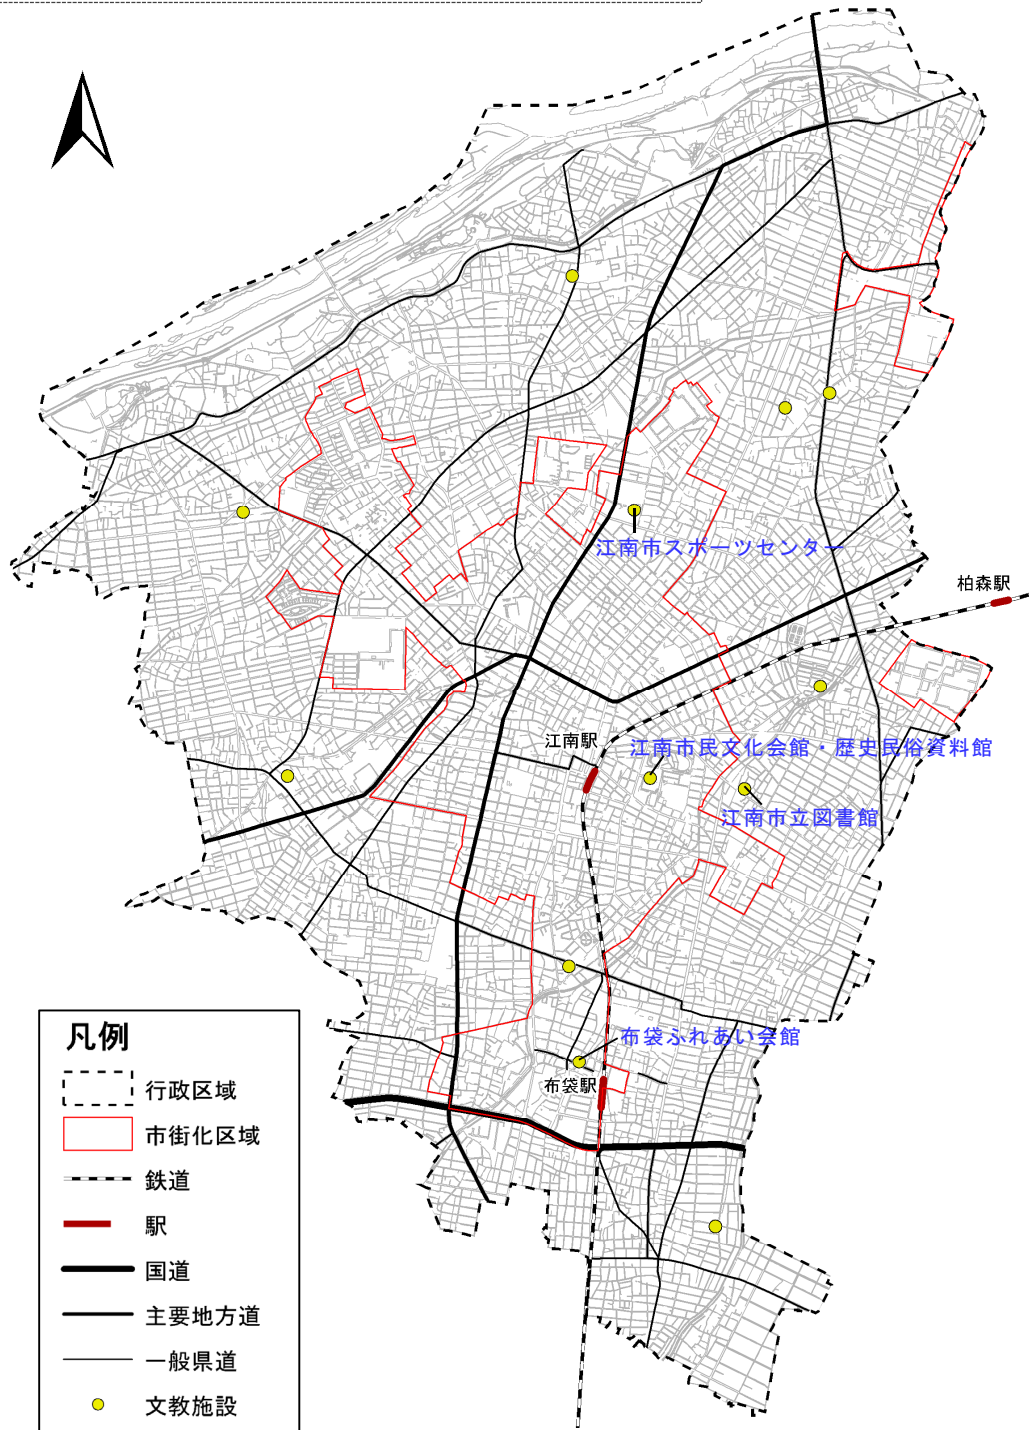 江南市スポーツセンター
柏森駅
江南駅
江南市民文化会館・歴史民俗資料館
江南市立図書館
布袋ふれあい会館
布袋駅
凡例
行政区域
市街化区域
鉄道
駅
国道
主要地方道
一般県道
文教施設